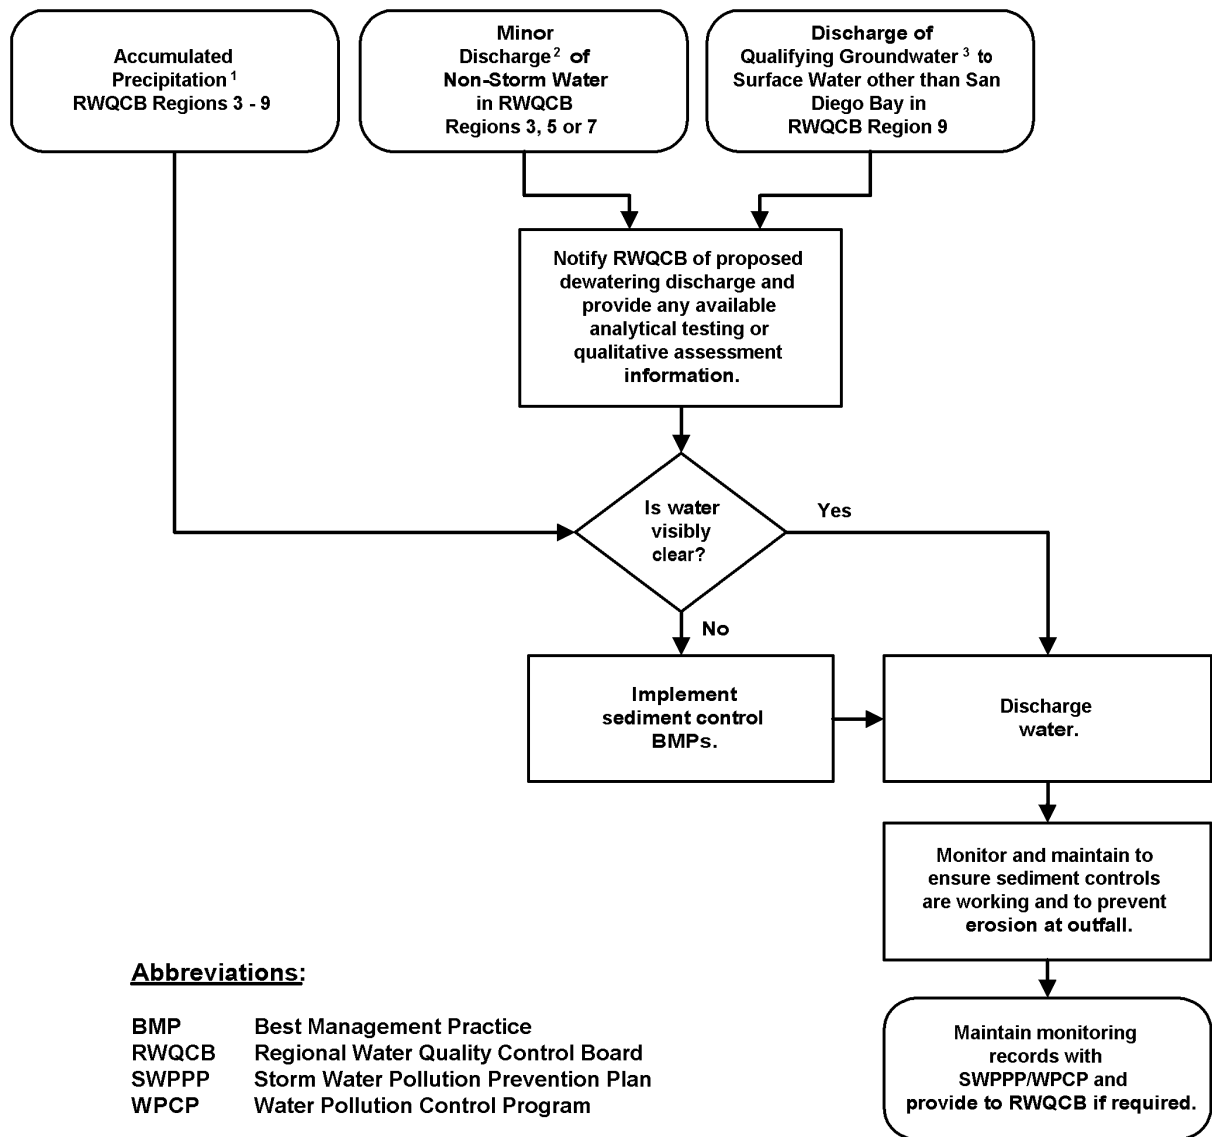 Accumulated
Precipitation 1
RWQCB Regions 3 - 9
Minor
Discharge 2 of
Non-Storm Water
in RWQCB
Regions 3, 5 or 7
Discharge of
Qualifying Groundwater 3 to
Surface Water other than San
Diego Bay in
RWQCB Region 9
Notify RWQCB of proposed
dewatering discharge and
provide any available
analytical testing or
qualitative assessment
information.
Is water
visibly
clear?
Yes
No
Implement
sediment control
BMPs.
Discharge
water.
Monitor and maintain to
ensure sediment controls
are working and to prevent
erosion at outfall.
Maintain monitoring
records with
SWPPP/WPCP and
provide to RWQCB if required.
Abbreviations:
BMP Best Management Practice
RWQCB Regional Water Quality Control Board
SWPPP Storm Water Pollution Prevention Plan
WPCP Water Pollution Control Program